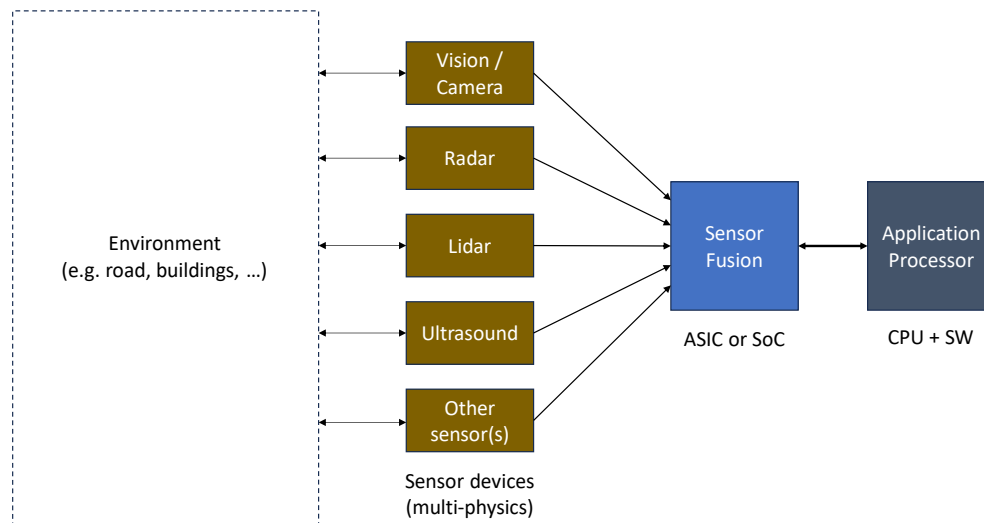 Environment
(e.g. road, buildings, …)
Vision /
Camera
Radar
Lidar
Ultrasound
Other
sensor(s)
Sensor devices
(multi-physics)
Sensor
Fusion
ASIC or SoC
Application
Processor
CPU + SW